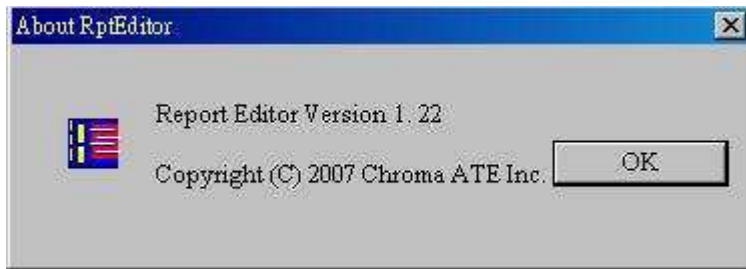 About RptEditor
Report Editor Version 1. 22
Copyright (C) 2007 Chroma ATE Inc.
OK